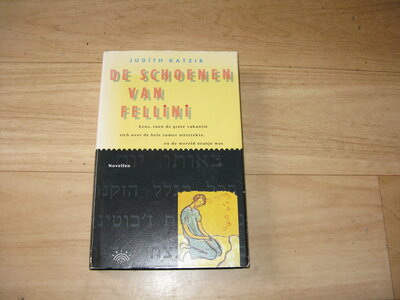 JUDITH KATZIR
DE SCHOENEN
VAN
FELLINI
Eens, toen de grote vakantie
zich over de hele zomer uitstrekte,
en de wereld oranje was
Novellen
באותו